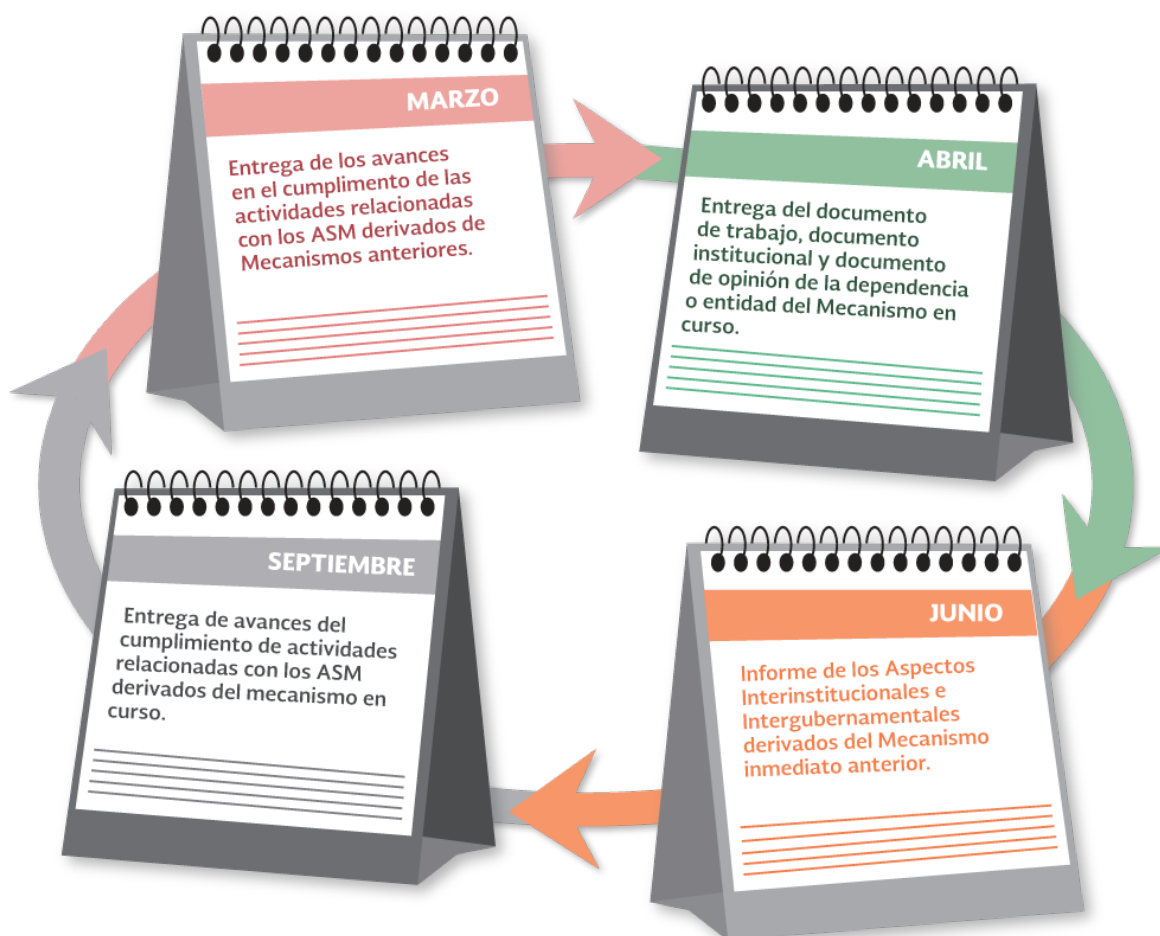 MARZO
Entrega de los avances
en el cumplimento de las
actividades relacionadas
con los ASM derivados de
Mecanismos anteriores.
ABRIL
Entrega del documento
de trabajo, documento
institucional y documento
de opinión de la dependencia
o entidad del Mecanismo en
curso.
JUNIO
Informe de los Aspectos
Interinstitucionales e
Intergubernamentales
derivados del Mecanismo
inmediato anterior.
SEPTIEMBRE
Entrega de avances del
cumplimiento de actividades
relacionadas con los ASM
derivados del mecanismo en
curso.